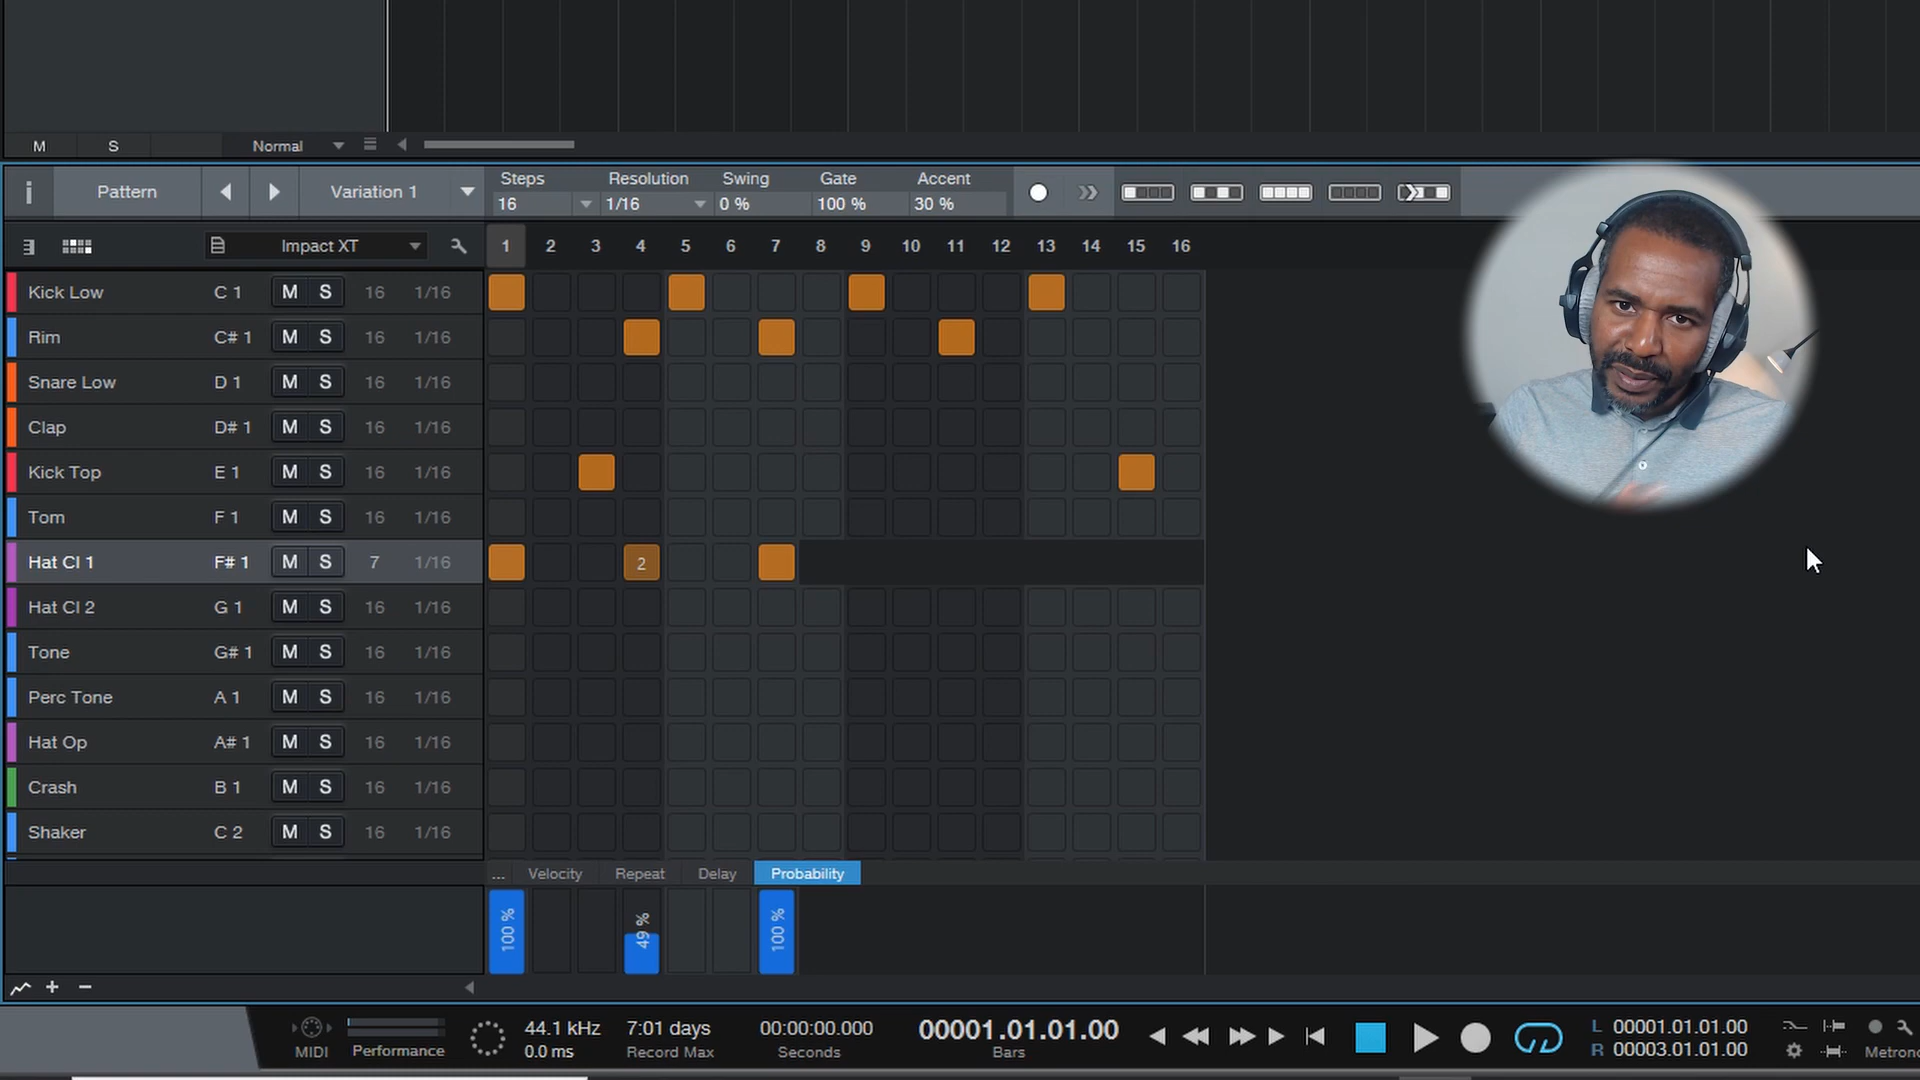 M S Normal
i Pattern Variation 1 Steps 16 Resolution 1/16 Swing 0 % Gate 100 % Accent 30 %
Impact XT 1 2 3 4 5 6 7 8 9 10 11 12 13 14 15 16
Kick Low C 1 M S 16 1/16
Rim C# 1 M S 16 1/16
Snare Low D 1 M S 16 1/16
Clap D# 1 M S 16 1/16
Kick Top E 1 M S 16 1/16
Tom F 1 M S 16 1/16
Hat Cl 1 F# 1 M S 7 1/16 2
Hat Cl 2 G 1 M S 16 1/16
Tone G# 1 M S 16 1/16
Perc Tone A 1 M S 16 1/16
Hat Op A# 1 M S 16 1/16
Crash B 1 M S 16 1/16
Shaker C 2 M S 16 1/16
... Velocity Repeat Delay Probability
100 % 49 % 100 %
44.1 kHz 7:01 days 00:00:00.000 00001.01.01.00 L 00001.01.01.00
MIDI Performance 0.0 ms Record Max Seconds Bars R 00003.01.01.00 Metron